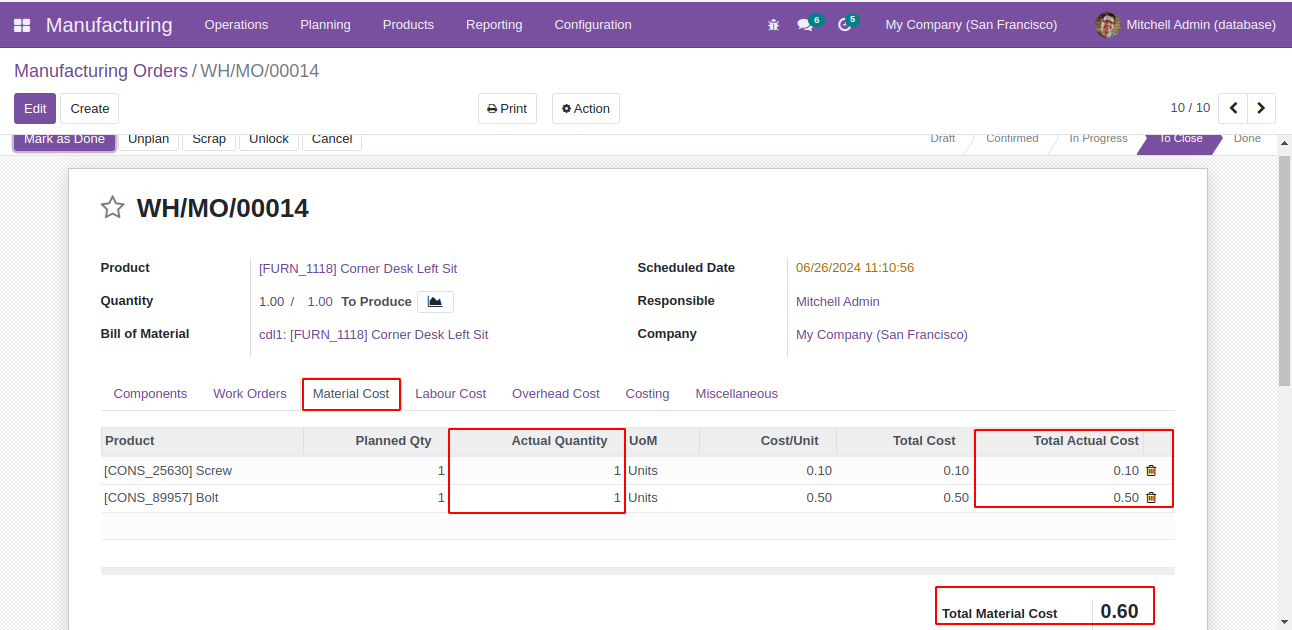 Manufacturing Operations Planning Products Reporting Configuration 6 5 My Company (San Francisco) Mitchell Admin (database)
Manufacturing Orders / WH/MO/00014
Edit Create Print Action 10 / 10
Mark as Done Unplan Scrap Unlock Cancel Draft Confirmed In Progress To Close Done
WH/MO/00014
Product [FURN_1118] Corner Desk Left Sit Scheduled Date 06/26/2024 11:10:56
Quantity 1.00 / 1.00 To Produce Responsible Mitchell Admin
Bill of Material cdl1: [FURN_1118] Corner Desk Left Sit Company My Company (San Francisco)
Components Work Orders Material Cost Labour Cost Overhead Cost Costing Miscellaneous
Product Planned Qty Actual Quantity UoM Cost/Unit Total Cost Total Actual Cost
[CONS_25630] Screw 1 1 Units 0.10 0.10 0.10
[CONS_89957] Bolt 1 1 Units 0.50 0.50 0.50
Total Material Cost 0.60